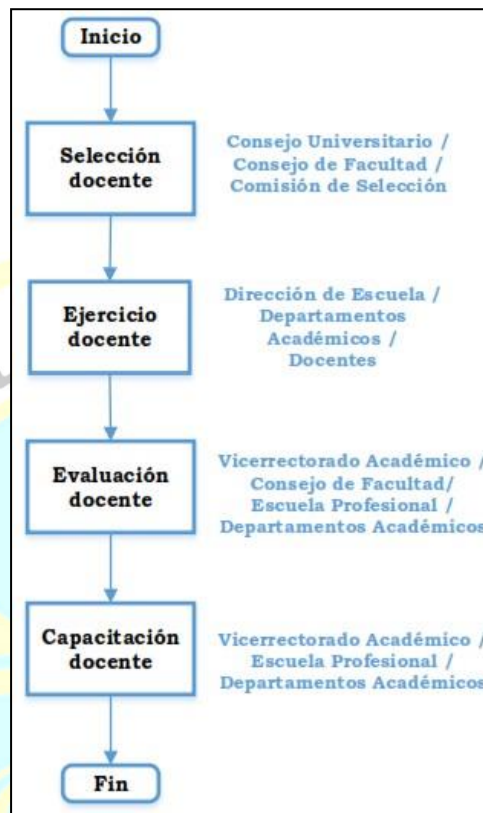 Inicio
Selección
docente
Consejo Universitario /
Consejo de Facultad /
Comisión de Selección
Ejercicio
docente
Dirección de Escuela /
Departamentos
Académicos /
Docentes
Evaluación
docente
Vicerrectorado Académico /
Consejo de Facultad/
Escuela Profesional /
Departamentos Académicos
Capacitación
docente
Vicerrectorado Académico /
Escuela Profesional /
Departamentos Académicos
Fin